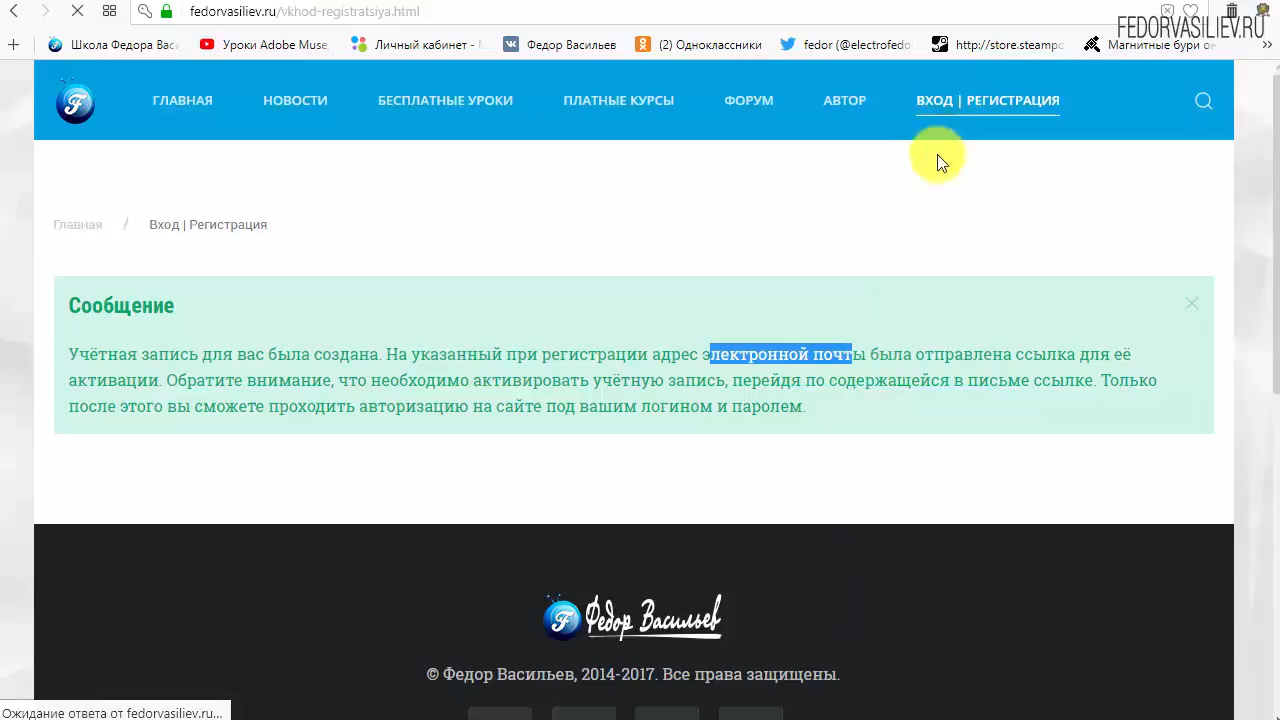 fedorvasiliev.ru/vkhod-registratsiya.html
FEDORVASILIEV.RU
Школа Федора Васи
Уроки Adobe Muse,
Личный кабинет - М
Федор Васильев
(2) Одноклассники
fedor (@electrofedo
http://store.steampo
Магнитные бури он
»
ГЛАВНАЯ
НОВОСТИ
БЕСПЛАТНЫЕ УРОКИ
ПЛАТНЫЕ КУРСЫ
ФОРУМ
АВТОР
ВХОД | РЕГИСТРАЦИЯ
Главная / Вход | Регистрация
Сообщение
Учётная запись для вас была создана. На указанный при регистрации адрес электронной почты была отправлена ссылка для её
активации. Обратите внимание, что необходимо активировать учётную запись, перейдя по содержащейся в письме ссылке. Только
после этого вы сможете проходить авторизацию на сайте под вашим логином и паролем.
Федор Васильев
© Федор Васильев, 2014-2017. Все права защищены.
Ожидание ответа от fedorvasiliev.ru...